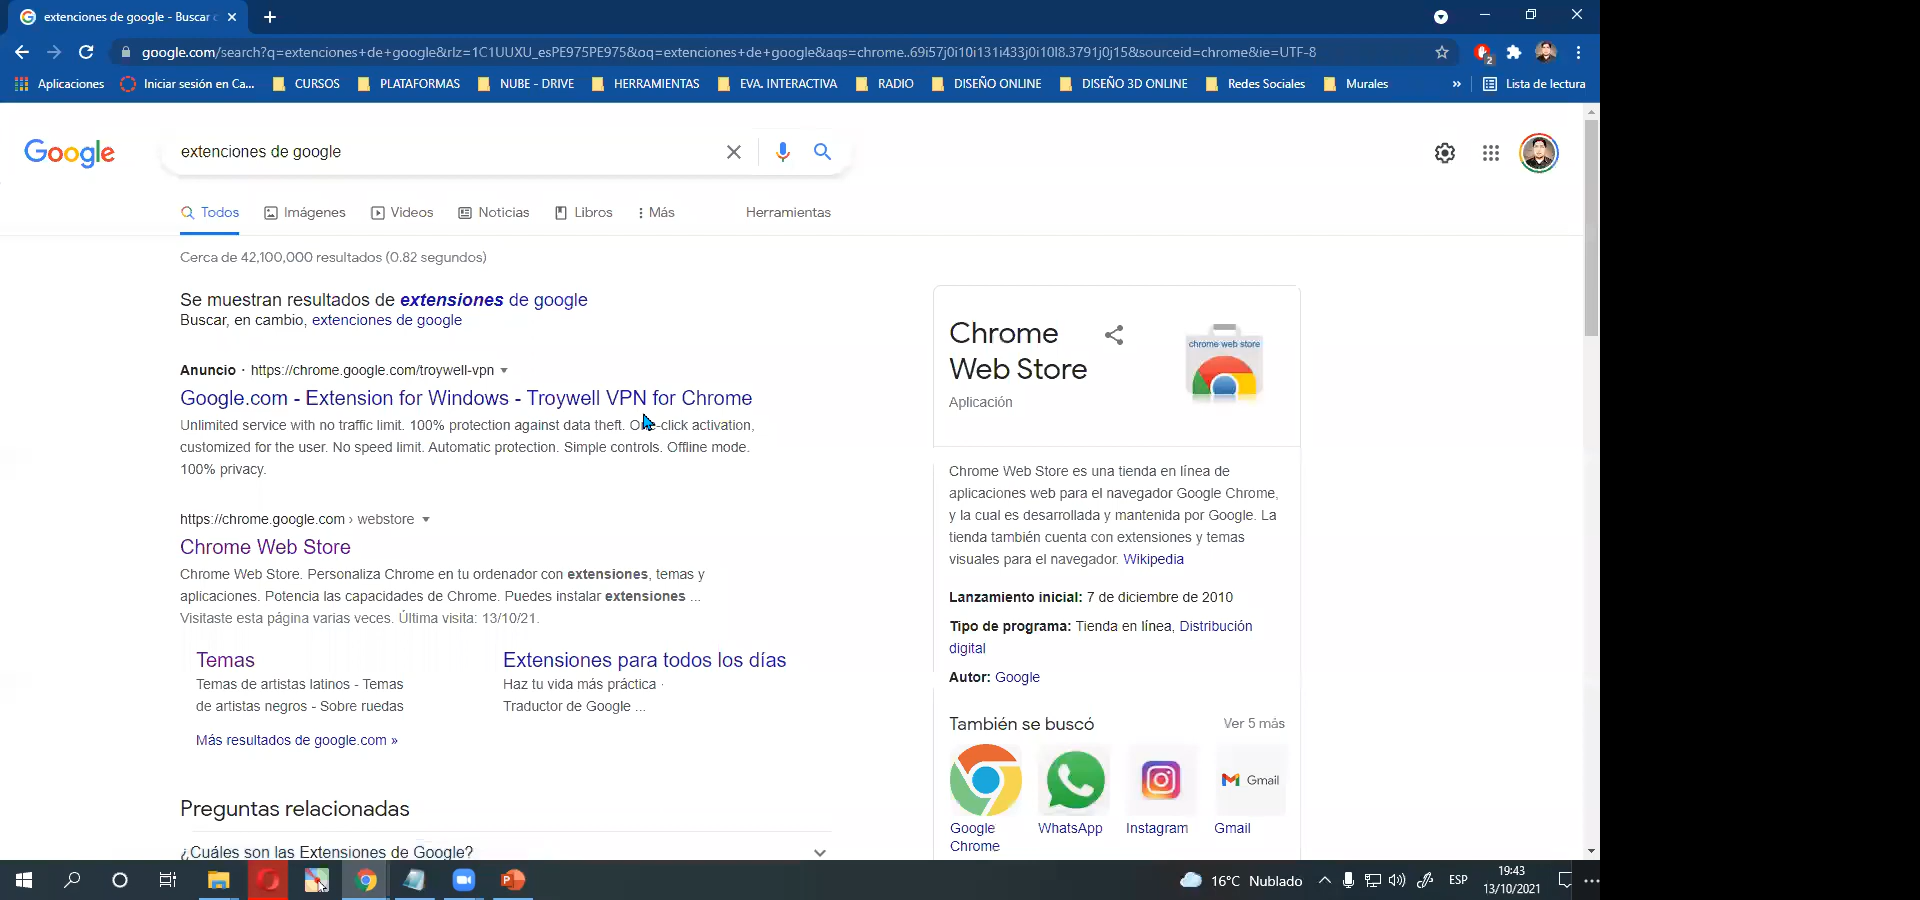 extenciones de google - Buscar c
google.com/search?q=extenciones+de+google&rlz=1C1UUXU_esPE975PE975&oq=extenciones+de+google&aqs=chrome..69i57j0i10i131i433j0i10l8.3791j0j15&sourceid=chrome&ie=UTF-8
2
Aplicaciones Iniciar sesión en Ca... CURSOS PLATAFORMAS NUBE - DRIVE HERRAMIENTAS EVA. INTERACTIVA RADIO DISEÑO ONLINE DISEÑO 3D ONLINE Redes Sociales Murales » Lista de lectura
Google
extenciones de google
Todos Imágenes Videos Noticias Libros Más Herramientas
Cerca de 42,100,000 resultados (0.82 segundos)
Se muestran resultados de extensiones de google
Buscar, en cambio, extenciones de google
Anuncio · https://chrome.google.com/troywell-vpn
Google.com - Extension for Windows - Troywell VPN for Chrome
Unlimited service with no traffic limit. 100% protection against data theft. One-click activation,
customized for the user. No speed limit. Automatic protection. Simple controls. Offline mode.
100% privacy.
https://chrome.google.com › webstore
Chrome Web Store
Chrome Web Store. Personaliza Chrome en tu ordenador con extensiones, temas y
aplicaciones. Potencia las capacidades de Chrome. Puedes instalar extensiones ...
Visitaste esta página varias veces. Última visita: 13/10/21.
Temas
Temas de artistas latinos - Temas
de artistas negros - Sobre ruedas
Extensiones para todos los días
Haz tu vida más práctica ·
Traductor de Google ...
Más resultados de google.com »
Preguntas relacionadas
¿Cuáles son las Extensiones de Google?
Chrome
Web Store
Aplicación
chrome web store
Chrome Web Store es una tienda en línea de
aplicaciones web para el navegador Google Chrome,
y la cual es desarrollada y mantenida por Google. La
tienda también cuenta con extensiones y temas
visuales para el navegador. Wikipedia
Lanzamiento inicial: 7 de diciembre de 2010
Tipo de programa: Tienda en línea, Distribución
digital
Autor: Google
También se buscó Ver 5 más
Gmail
Google
Chrome
WhatsApp
Instagram
Gmail
16°C Nublado ESP
19:43
13/10/2021